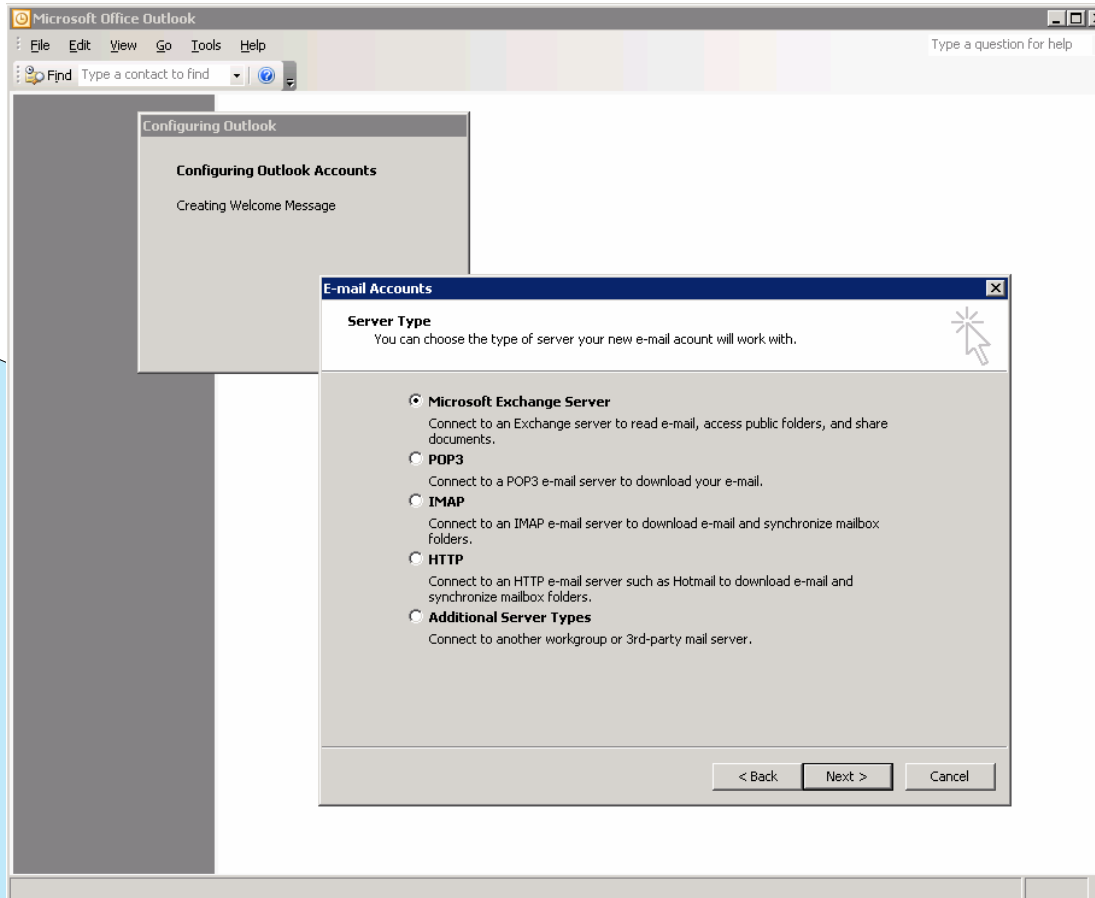 Microsoft Office Outlook
File Edit View Go Tools Help
Type a question for help
Find Type a contact to find
Configuring Outlook
Configuring Outlook Accounts
Creating Welcome Message
E-mail Accounts
Server Type
You can choose the type of server your new e-mail acount will work with.
Microsoft Exchange Server
Connect to an Exchange server to read e-mail, access public folders, and share
documents.
POP3
Connect to a POP3 e-mail server to download your e-mail.
IMAP
Connect to an IMAP e-mail server to download e-mail and synchronize mailbox
folders.
HTTP
Connect to an HTTP e-mail server such as Hotmail to download e-mail and
synchronize mailbox folders.
Additional Server Types
Connect to another workgroup or 3rd-party mail server.
< Back Next > Cancel